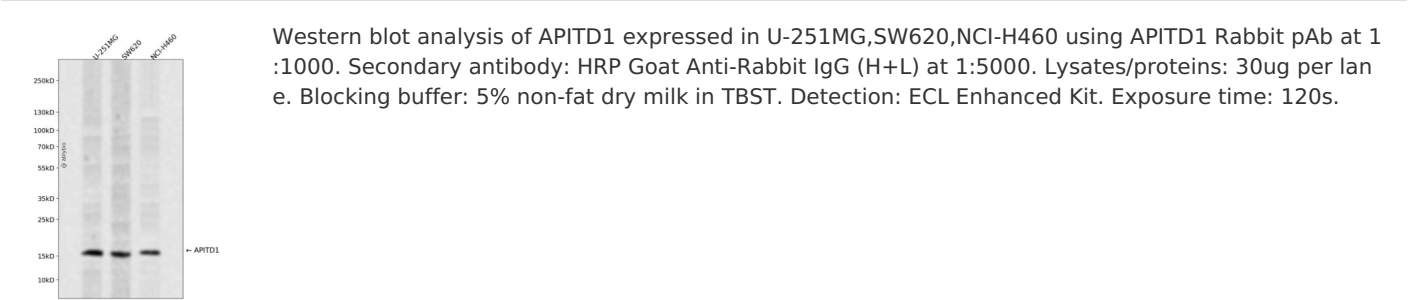 U-251MG
SW620
NCI-H460
250kD
130kD
100kD
70kD
55kD
35kD
25kD
15kD
10kD
@ abytxo
← APITD1
Western blot analysis of APITD1 expressed in U-251MG,SW620,NCI-H460 using APITD1 Rabbit pAb at 1
:1000. Secondary antibody: HRP Goat Anti-Rabbit IgG (H+L) at 1:5000. Lysates/proteins: 30ug per lan
e. Blocking buffer: 5% non-fat dry milk in TBST. Detection: ECL Enhanced Kit. Exposure time: 120s.